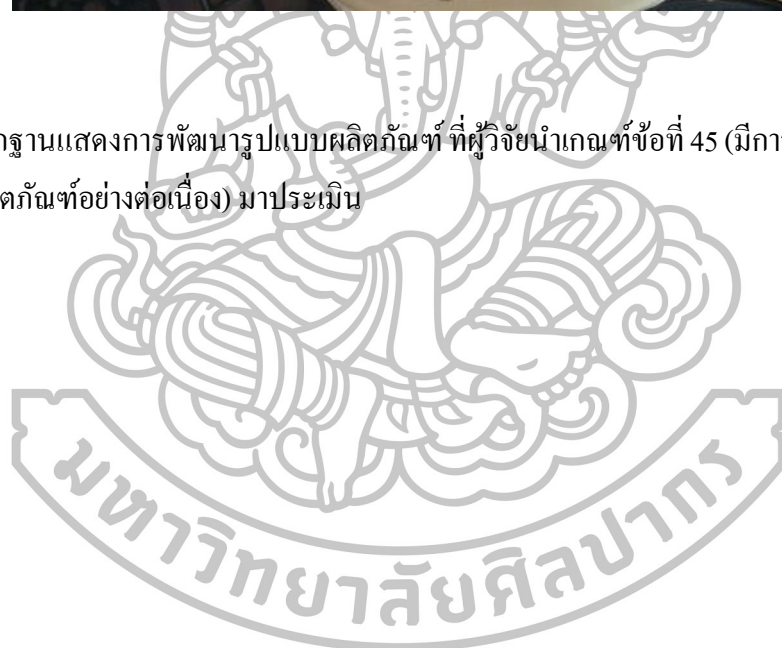 กฐานแสดงการพัฒนารูปแบบผลิตภัณฑ์ ที่ผู้วิจัยนำเกณฑ์ข้อที่ 45 (มีการ
ตภัณฑ์อย่างต่อเนื่อง) มาประเมิน
มหาวิทยาลัยศิลปากร